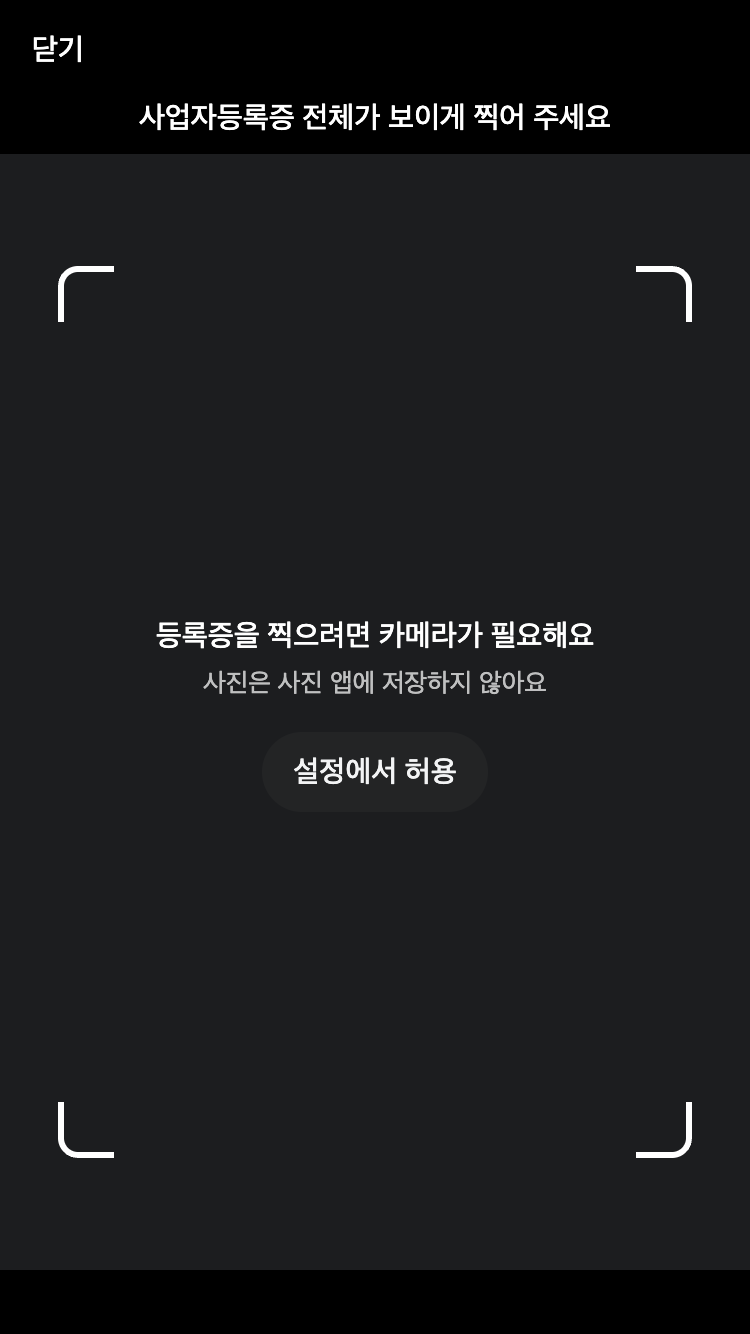 닫기
사업자등록증 전체가 보이게 찍어 주세요
등록증을 찍으려면 카메라가 필요해요
사진은 사진 앱에 저장하지 않아요
설정에서 허용